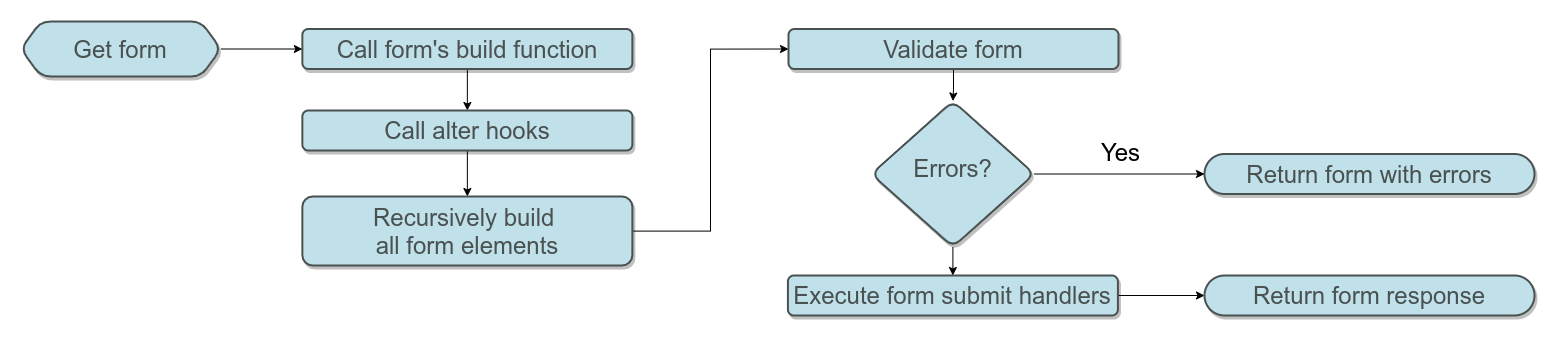 Get form
Call form's build function
Call alter hooks
Recursively build
all form elements
Validate form
Errors?
Yes
Return form with errors
Execute form submit handlers
Return form response